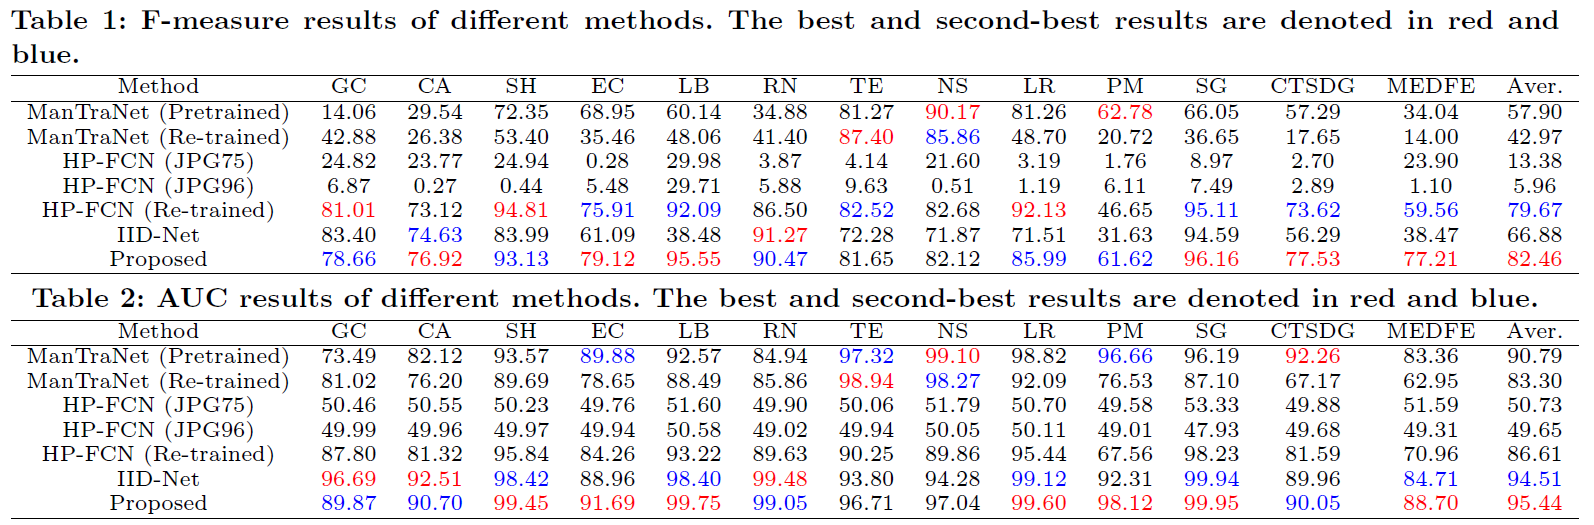 Table 1: F-measure results of different methods. The best and second-best results are denoted in red and
blue.
Method GC CA SH EC LB RN TE NS LR PM SG CTSDG MEDFE Aver.
ManTraNet (Pretrained) 14.06 29.54 72.35 68.95 60.14 34.88 81.27 90.17 81.26 62.78 66.05 57.29 34.04 57.90
ManTraNet (Re-trained) 42.88 26.38 53.40 35.46 48.06 41.40 87.40 85.86 48.70 20.72 36.65 17.65 14.00 42.97
HP-FCN (JPG75) 24.82 23.77 24.94 0.28 29.98 3.87 4.14 21.60 3.19 1.76 8.97 2.70 23.90 13.38
HP-FCN (JPG96) 6.87 0.27 0.44 5.48 29.71 5.88 9.63 0.51 1.19 6.11 7.49 2.89 1.10 5.96
HP-FCN (Re-trained) 81.01 73.12 94.81 75.91 92.09 86.50 82.52 82.68 92.13 46.65 95.11 73.62 59.56 79.67
IID-Net 83.40 74.63 83.99 61.09 38.48 91.27 72.28 71.87 71.51 31.63 94.59 56.29 38.47 66.88
Proposed 78.66 76.92 93.13 79.12 95.55 90.47 81.65 82.12 85.99 61.62 96.16 77.53 77.21 82.46
Table 2: AUC results of different methods. The best and second-best results are denoted in red and blue.
Method GC CA SH EC LB RN TE NS LR PM SG CTSDG MEDFE Aver.
ManTraNet (Pretrained) 73.49 82.12 93.57 89.88 92.57 84.94 97.32 99.10 98.82 96.66 96.19 92.26 83.36 90.79
ManTraNet (Re-trained) 81.02 76.20 89.69 78.65 88.49 85.86 98.94 98.27 92.09 76.53 87.10 67.17 62.95 83.30
HP-FCN (JPG75) 50.46 50.55 50.23 49.76 51.60 49.90 50.06 51.79 50.70 49.58 53.33 49.88 51.59 50.73
HP-FCN (JPG96) 49.99 49.96 49.97 49.94 50.58 49.02 49.94 50.05 50.11 49.01 47.93 49.68 49.31 49.65
HP-FCN (Re-trained) 87.80 81.32 95.84 84.26 93.22 89.63 90.25 89.86 95.44 67.56 98.23 81.59 70.96 86.61
IID-Net 96.69 92.51 98.42 88.96 98.40 99.48 93.80 94.28 99.12 92.31 99.94 89.96 84.71 94.51
Proposed 89.87 90.70 99.45 91.69 99.75 99.05 96.71 97.04 99.60 98.12 99.95 90.05 88.70 95.44